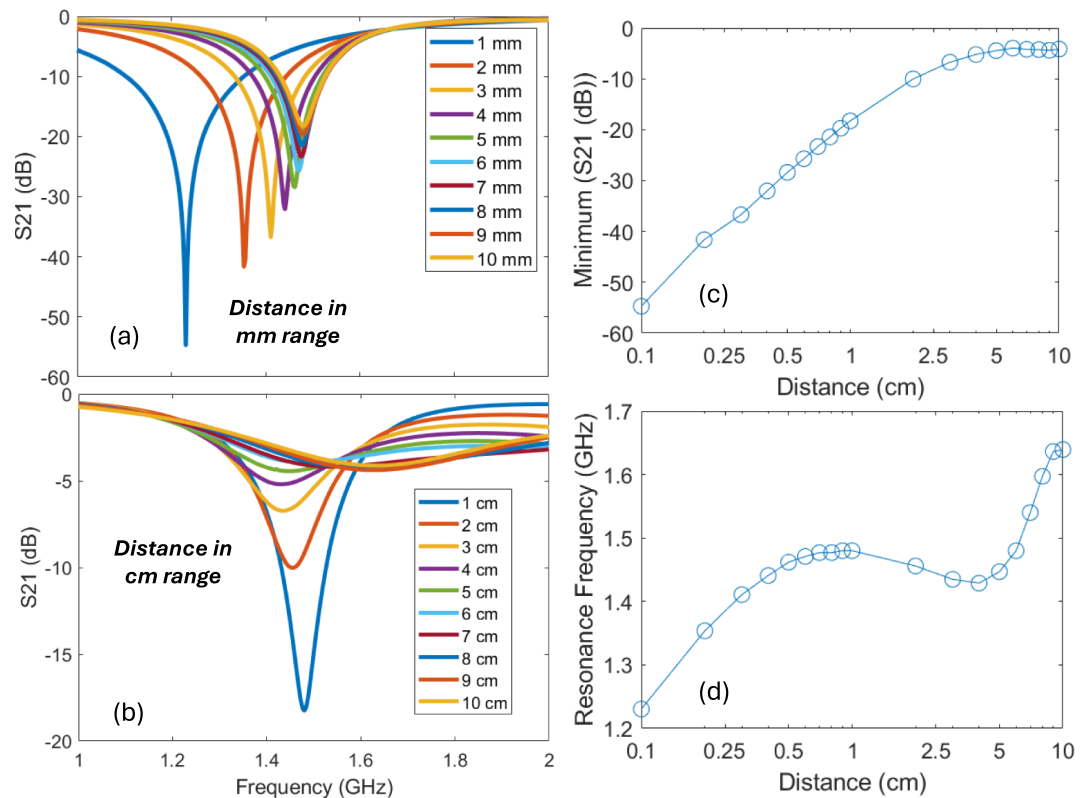 0
-10
-20
-30
-40
-50
-60
S21 (dB)
1 mm
2 mm
3 mm
4 mm
5 mm
6 mm
7 mm
8 mm
9 mm
10 mm
Distance in
mm range
(a)
0
-5
-10
-15
-20
S21 (dB)
1 cm
2 cm
3 cm
4 cm
5 cm
6 cm
7 cm
8 cm
9 cm
10 cm
Distance in
cm range
(b)
1 1.2 1.4 1.6 1.8 2
Frequency (GHz)
0
-10
-20
-30
-40
-50
-60
Minimum (S21 (dB))
(c)
0.1 0.25 0.5 1 2.5 5 10
Distance (cm)
1.7
1.6
1.5
1.4
1.3
1.2
Resonance Frequency (GHz)
(d)
0.1 0.25 0.5 1 2.5 5 10
Distance (cm)